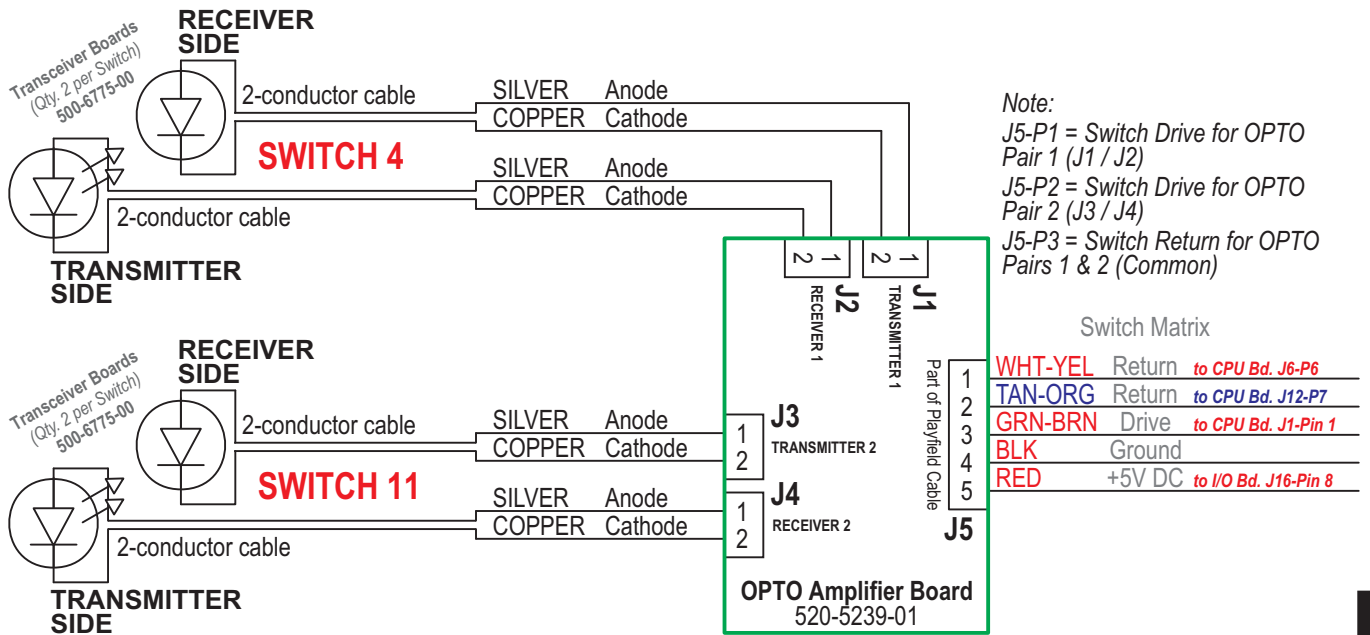 RECEIVER
SIDE
Transceiver Boards
(Qty. 2 per Switch)
500-6775-00
2-conductor cable
SILVER Anode
COPPER Cathode
SWITCH 4
SILVER Anode
COPPER Cathode
2-conductor cable
TRANSMITTER
SIDE
Note:
J5-P1 = Switch Drive for OPTO
Pair 1 (J1 / J2)
J5-P2 = Switch Drive for OPTO
Pair 2 (J3 / J4)
J5-P3 = Switch Return for OPTO
Pairs 1 & 2 (Common)
2 1
J2
RECEIVER 1
2 1
J1
TRANSMITTER 1
Switch Matrix
Part of Playfield Cable
1 WHT-YEL Return to CPU Bd. J6-P6
2 TAN-ORG Return to CPU Bd. J12-P7
3 GRN-BRN Drive to CPU Bd. J1-Pin 1
4 BLK Ground
5 RED +5V DC to I/O Bd. J16-Pin 8
J5
RECEIVER
SIDE
Transceiver Boards
(Qty. 2 per Switch)
500-6775-00
2-conductor cable
SILVER Anode
COPPER Cathode
1
2
J3
TRANSMITTER 2
SWITCH 11
SILVER Anode
COPPER Cathode
1
2
J4
RECEIVER 2
2-conductor cable
TRANSMITTER
SIDE
OPTO Amplifier Board
520-5239-01